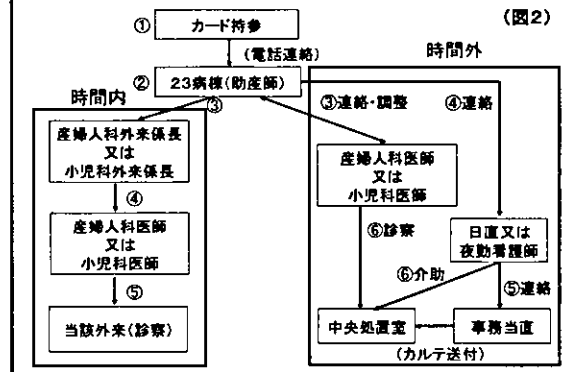 (図2)
① カード持参
(電話連絡)
② 23病棟(助産師)
時間内
③
産婦人科外来係長
又は
小児科外来係長
④
産婦人科医師
又は
小児科医師
⑤
当該外来(診察)
時間外
③連絡・調整
④連絡
産婦人科医師
又は
小児科医師
⑥診察
日直又は
夜勤看護師
⑥介助
⑤連絡
中央処置室
事務当直
(カルテ送付)